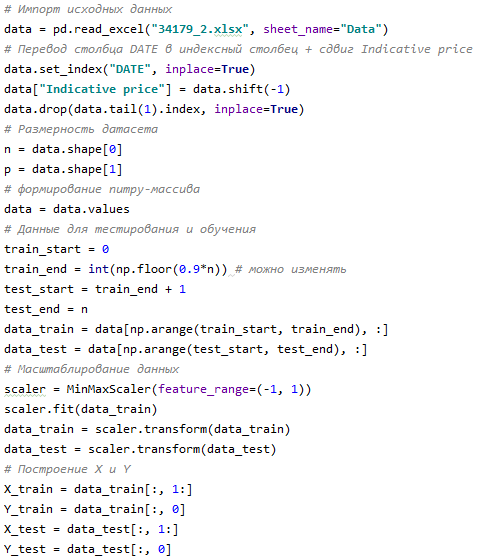 # Импорт исходных данных
data = pd.read_excel("34179_2.xlsx", sheet_name="Data")
# Перевод столбца DATE в индексный столбец + сдвиг Indicative price
data.set_index("DATE", inplace=True)
data["Indicative price"] = data.shift(-1)
data.drop(data.tail(1).index, inplace=True)
# Размерность датасета
n = data.shape[0]
p = data.shape[1]
# формирование numpy-массива
data = data.values
# Данные для тестирования и обучения
train_start = 0
train_end = int(np.floor(0.9*n)) # можно изменять
test_start = train_end + 1
test_end = n
data_train = data[np.arange(train_start, train_end), :]
data_test = data[np.arange(test_start, test_end), :]
# Масштаблирование данных
scaler = MinMaxScaler(feature_range=(-1, 1))
scaler.fit(data_train)
data_train = scaler.transform(data_train)
data_test = scaler.transform(data_test)
# Построение X и Y
X_train = data_train[:, 1:]
Y_train = data_train[:, 0]
X_test = data_test[:, 1:]
Y_test = data_test[:, 0]